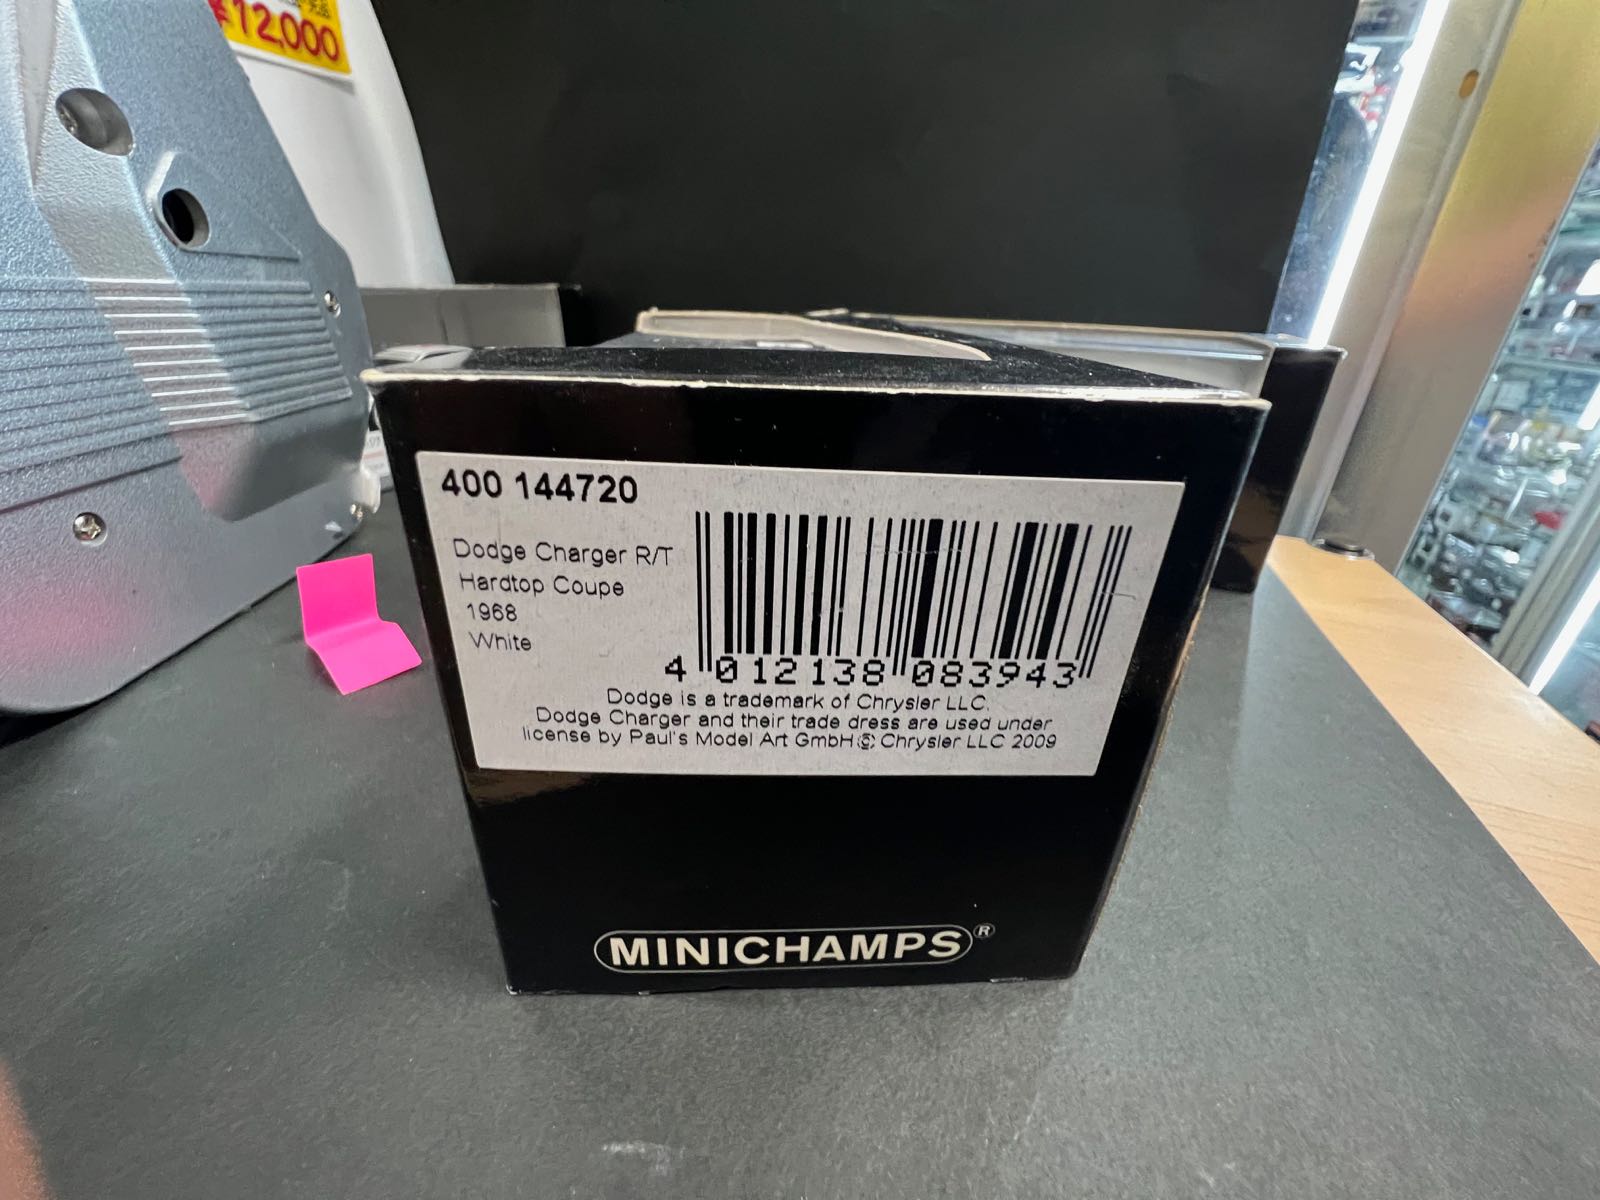 ¥12,000
400 144720
Dodge Charger R/T
Hardtop Coupe
1968
White
4 012138 083943
Dodge is a trademark of Chrysler LLC.
Dodge Charger and their trade dress are used under
license by Paul's Model Art GmbH © Chrysler LLC 2009
MINICHAMPS®